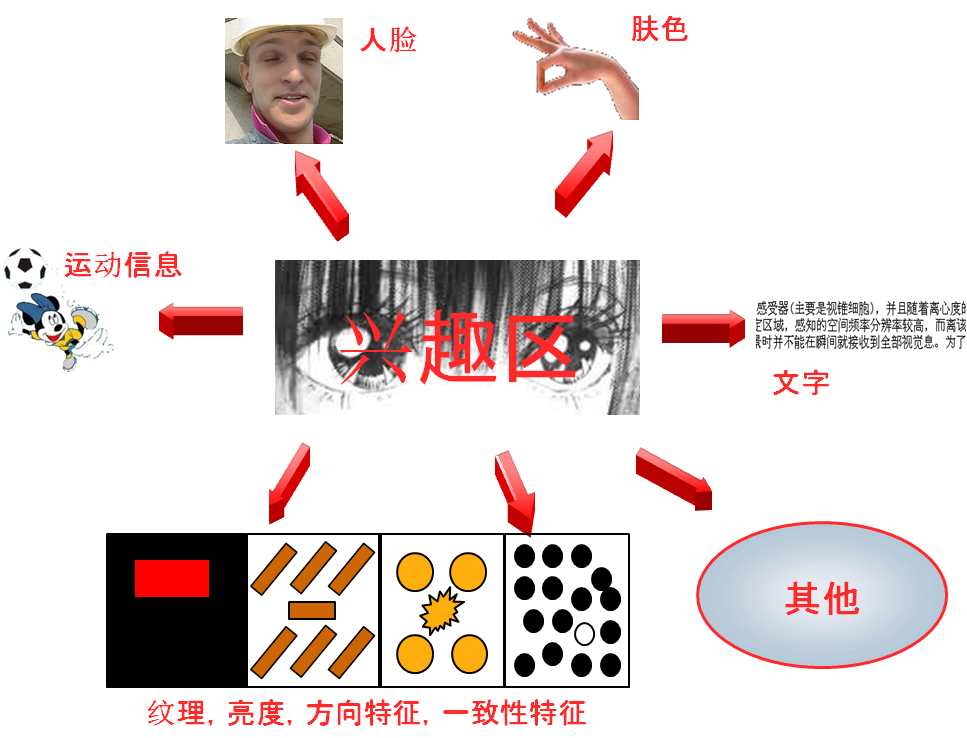 人脸
肤色
运动信息
兴趣区
感受器(主要是视锥细胞)，并且随着离心度的
定区域，感知的空间频率分辨率较高，而离该
景时并不能在瞬间就接收到全部视觉息。为了
文字
其他
纹理，亮度，方向特征，一致性特征